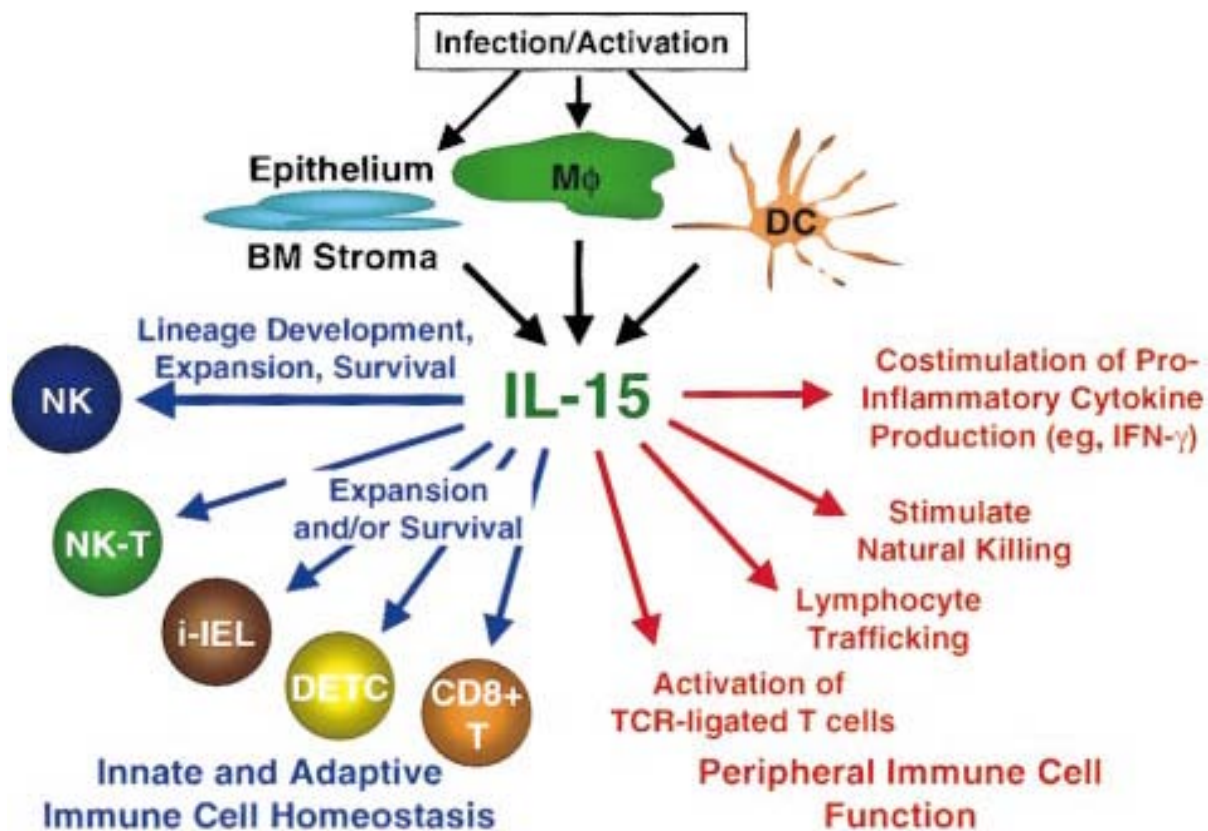 Infection/Activation
Epithelium
Mϕ
DC
BM Stroma
Lineage Development,
Expansion, Survival
NK
IL-15
Costimulation of Pro-
Inflammatory Cytokine
Production (eg, IFN-γ)
Expansion
and/or Survival
NK-T
Stimulate
Natural Killing
i-IEL
Lymphocyte
Trafficking
DETC
CD8+
T
Activation of
TCR-ligated T cells
Innate and Adaptive
Immune Cell Homeostasis
Peripheral Immune Cell
Function